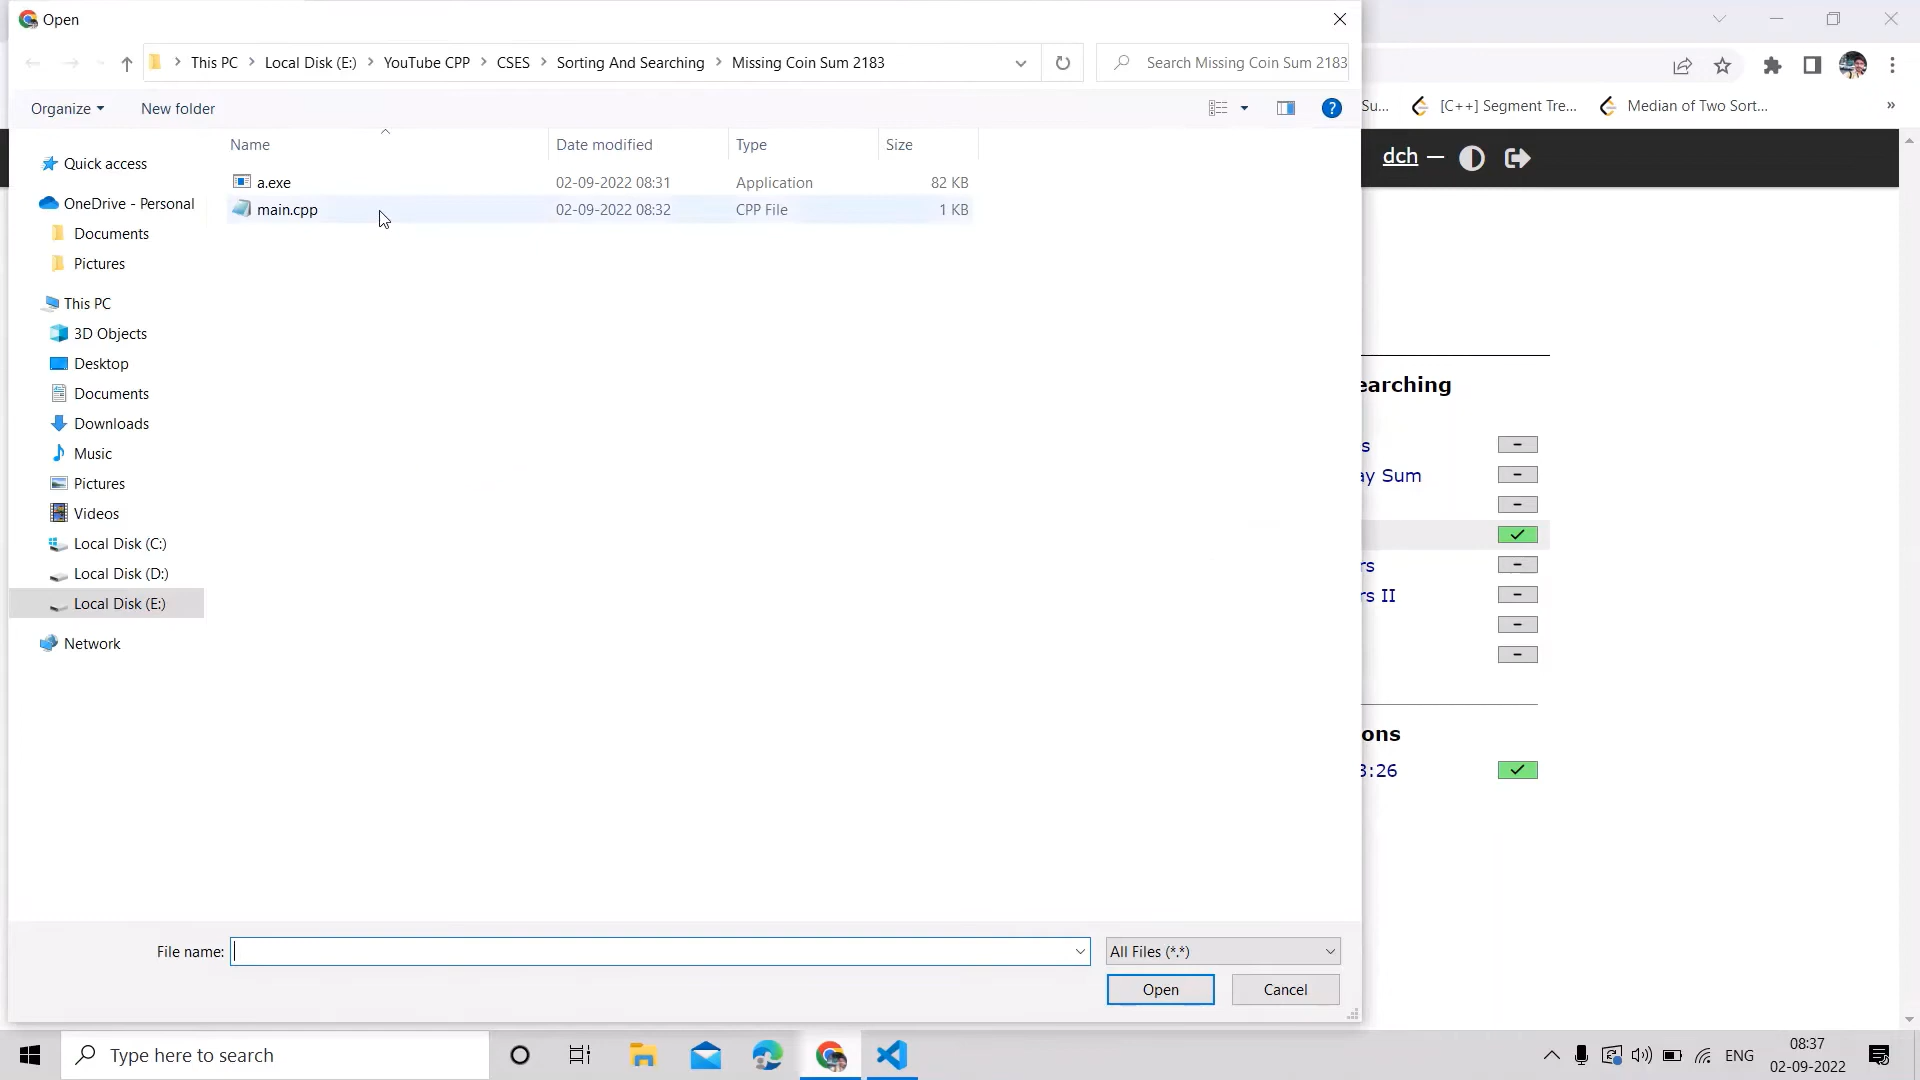 Open
This PC > Local Disk (E:) > YouTube CPP > CSES > Sorting And Searching > Missing Coin Sum 2183
Search Missing Coin Sum 2183
Su... [C++] Segment Tre... Median of Two Sort... »
Organize New folder
?
Name Date modified Type Size
a.exe 02-09-2022 08:31 Application 82 KB
main.cpp 02-09-2022 08:32 CPP File 1 KB
Quick access
OneDrive - Personal
Documents
Pictures
This PC
3D Objects
Desktop
Documents
Downloads
Music
Pictures
Videos
Local Disk (C:)
Local Disk (D:)
Local Disk (E:)
Network
dch —
earching
s –
ay Sum –
–
rs –
rs II –
–
–
ons
3:26
File name: All Files (*.*)
Open Cancel
Type here to search
ENG
08:37
02-09-2022